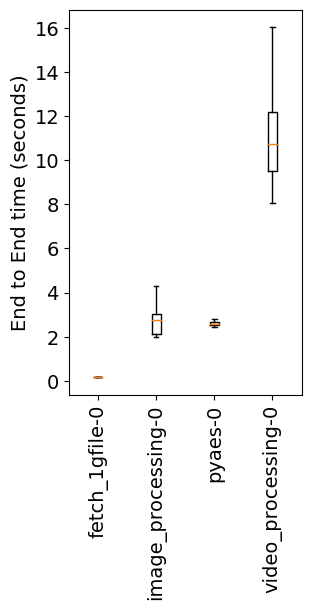 End to End time (seconds)
16
14
12
10
8
6
4
2
0
fetch_1gfile-0
image_processing-0
pyaes-0
video_processing-0